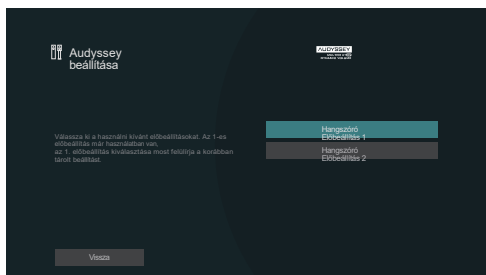 Audyssey
beállítása
AUDYSSEY
Válassza ki a használni kívánt előbeállításokat. Az 1-es
előbeállítás már használatban van,
az 1. előbeállítás kiválasztása most felülírja a korábban
tárolt beállítást.
Hangszóró
Előbeállítás 1
Hangszóró
Előbeállítás 2
Vissza